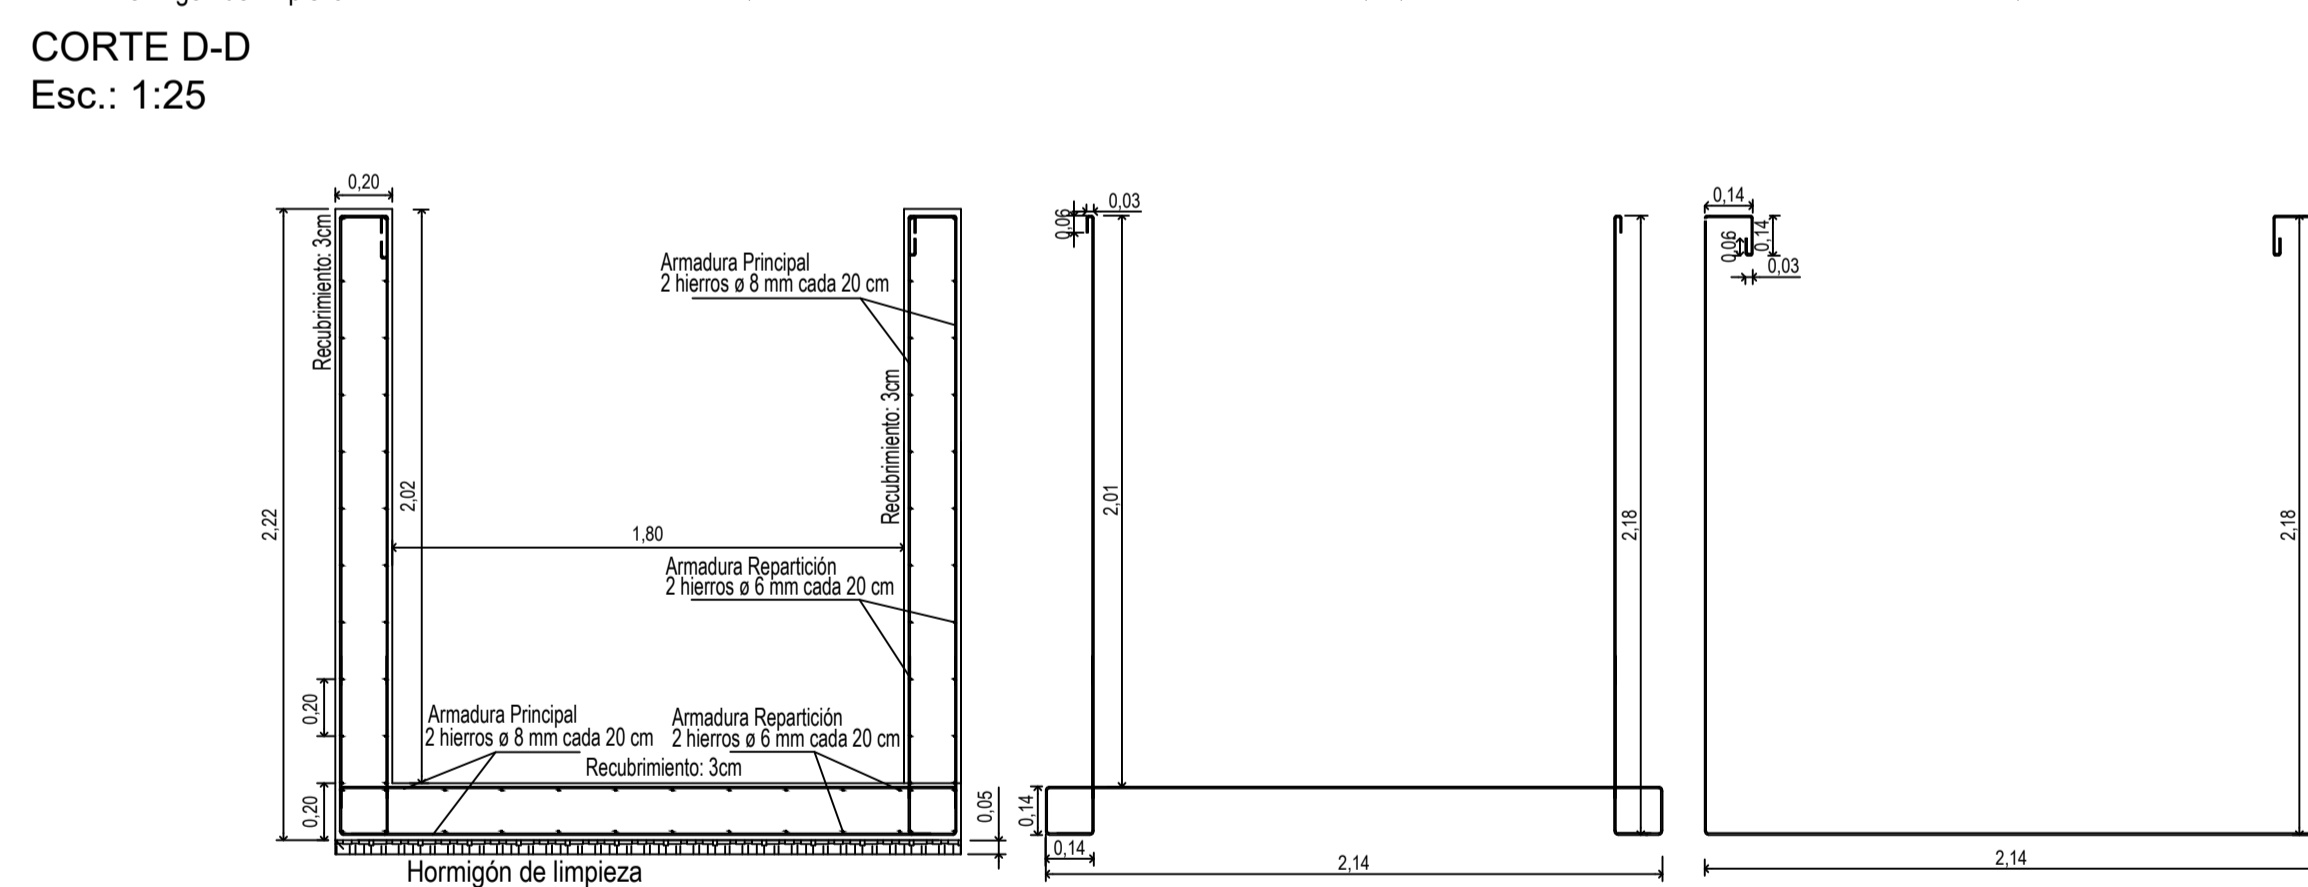 CORTE D-D
Esc.: 1:25
0,20
Recubrimiento: 3cm
2,22
2,02
Armadura Principal
2 hierros ø 8 mm cada 20 cm
Recubrimiento: 3cm
1,80
Armadura Repartición
2 hierros ø 6 mm cada 20 cm
0,20
Armadura Principal
2 hierros ø 8 mm cada 20 cm
Armadura Repartición
2 hierros ø 6 mm cada 20 cm
Recubrimiento: 3cm
0,20
0,05
Hormigón de limpieza
0,03
0,06
2,01
2,18
0,14
0,14
2,14
0,14
0,14
0,06
0,03
2,18
2,14